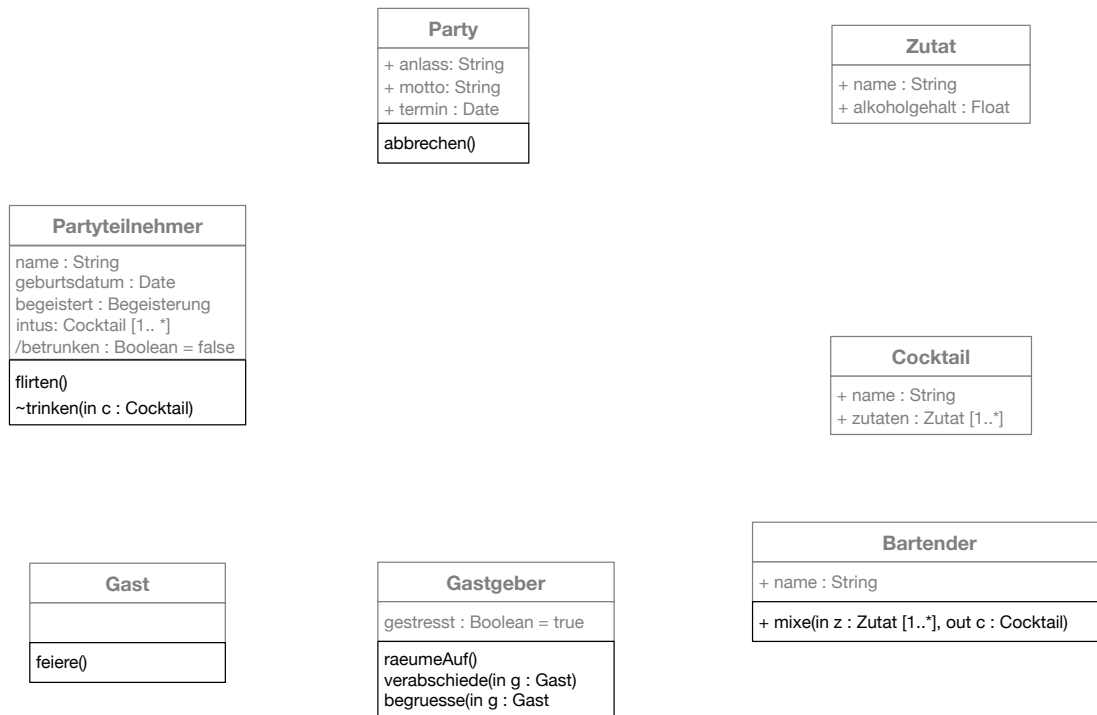 Party
+ anlass: String
+ motto: String
+ termin : Date
abbrechen()
Zutat
+ name : String
+ alkoholgehalt : Float
Partyteilnehmer
name : String
geburtsdatum : Date
begeistert : Begeisterung
intus: Cocktail [1.. *]
/betrunken : Boolean = false
flirten()
~trinken(in c : Cocktail)
Cocktail
+ name : String
+ zutaten : Zutat [1..*]
Gast
feiere()
Gastgeber
gestresst : Boolean = true
raeumeAuf()
verabschiede(in g : Gast)
begruesse(in g : Gast
Bartender
+ name : String
+ mixe(in z : Zutat [1..*], out c : Cocktail)